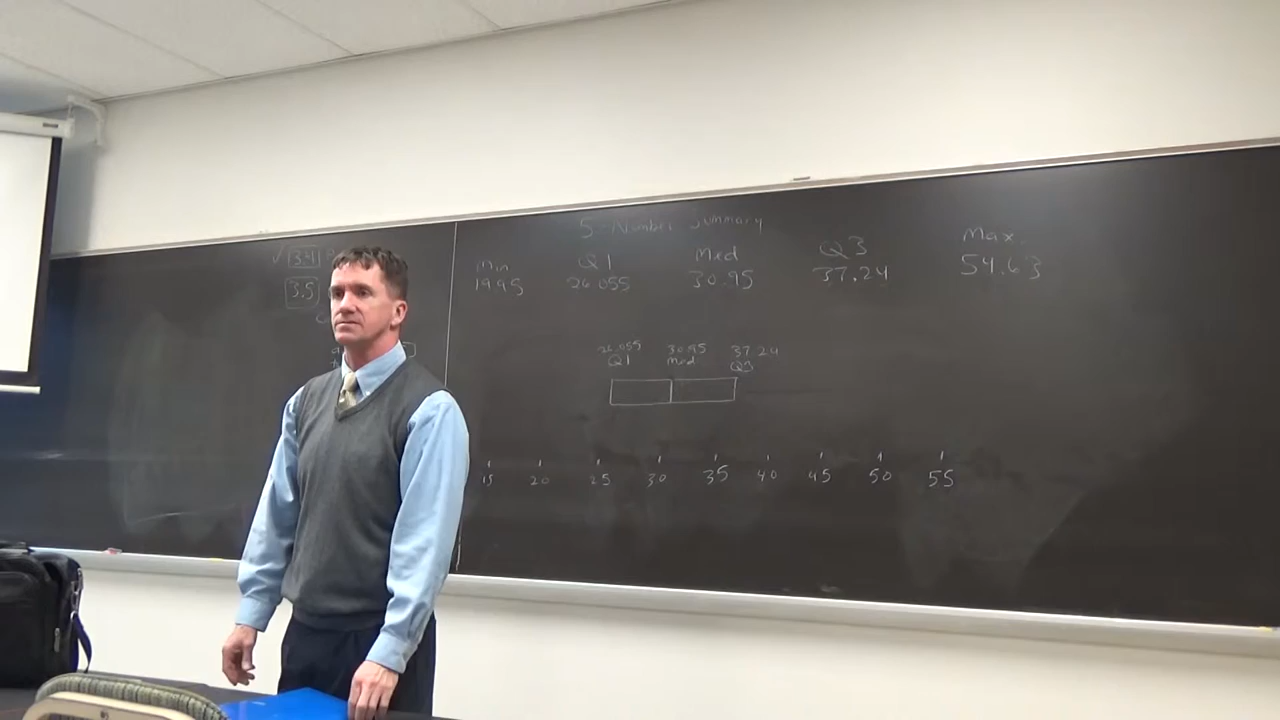 5-Number Summary
Min Q1 Med Q3 Max
19.95 26.055 30.95 37.24 54.63
3.5
26.055 30.95 37.24
Q1 Med Q3
15 20 25 30 35 40 45 50 55